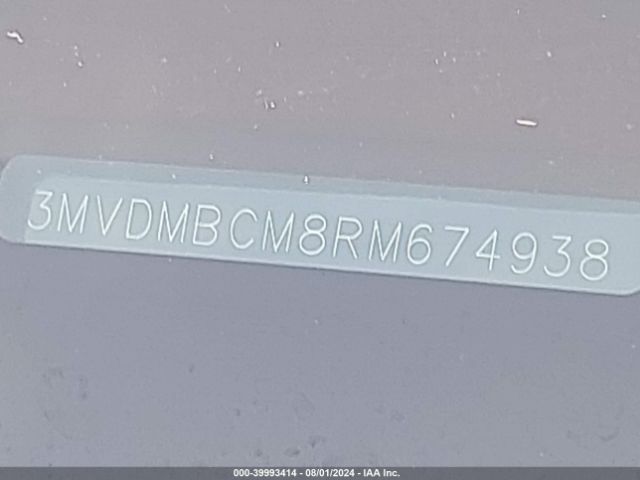 3MVDMBCM8RM674938
000-39993414 - 08/01/2024 - IAA Inc.